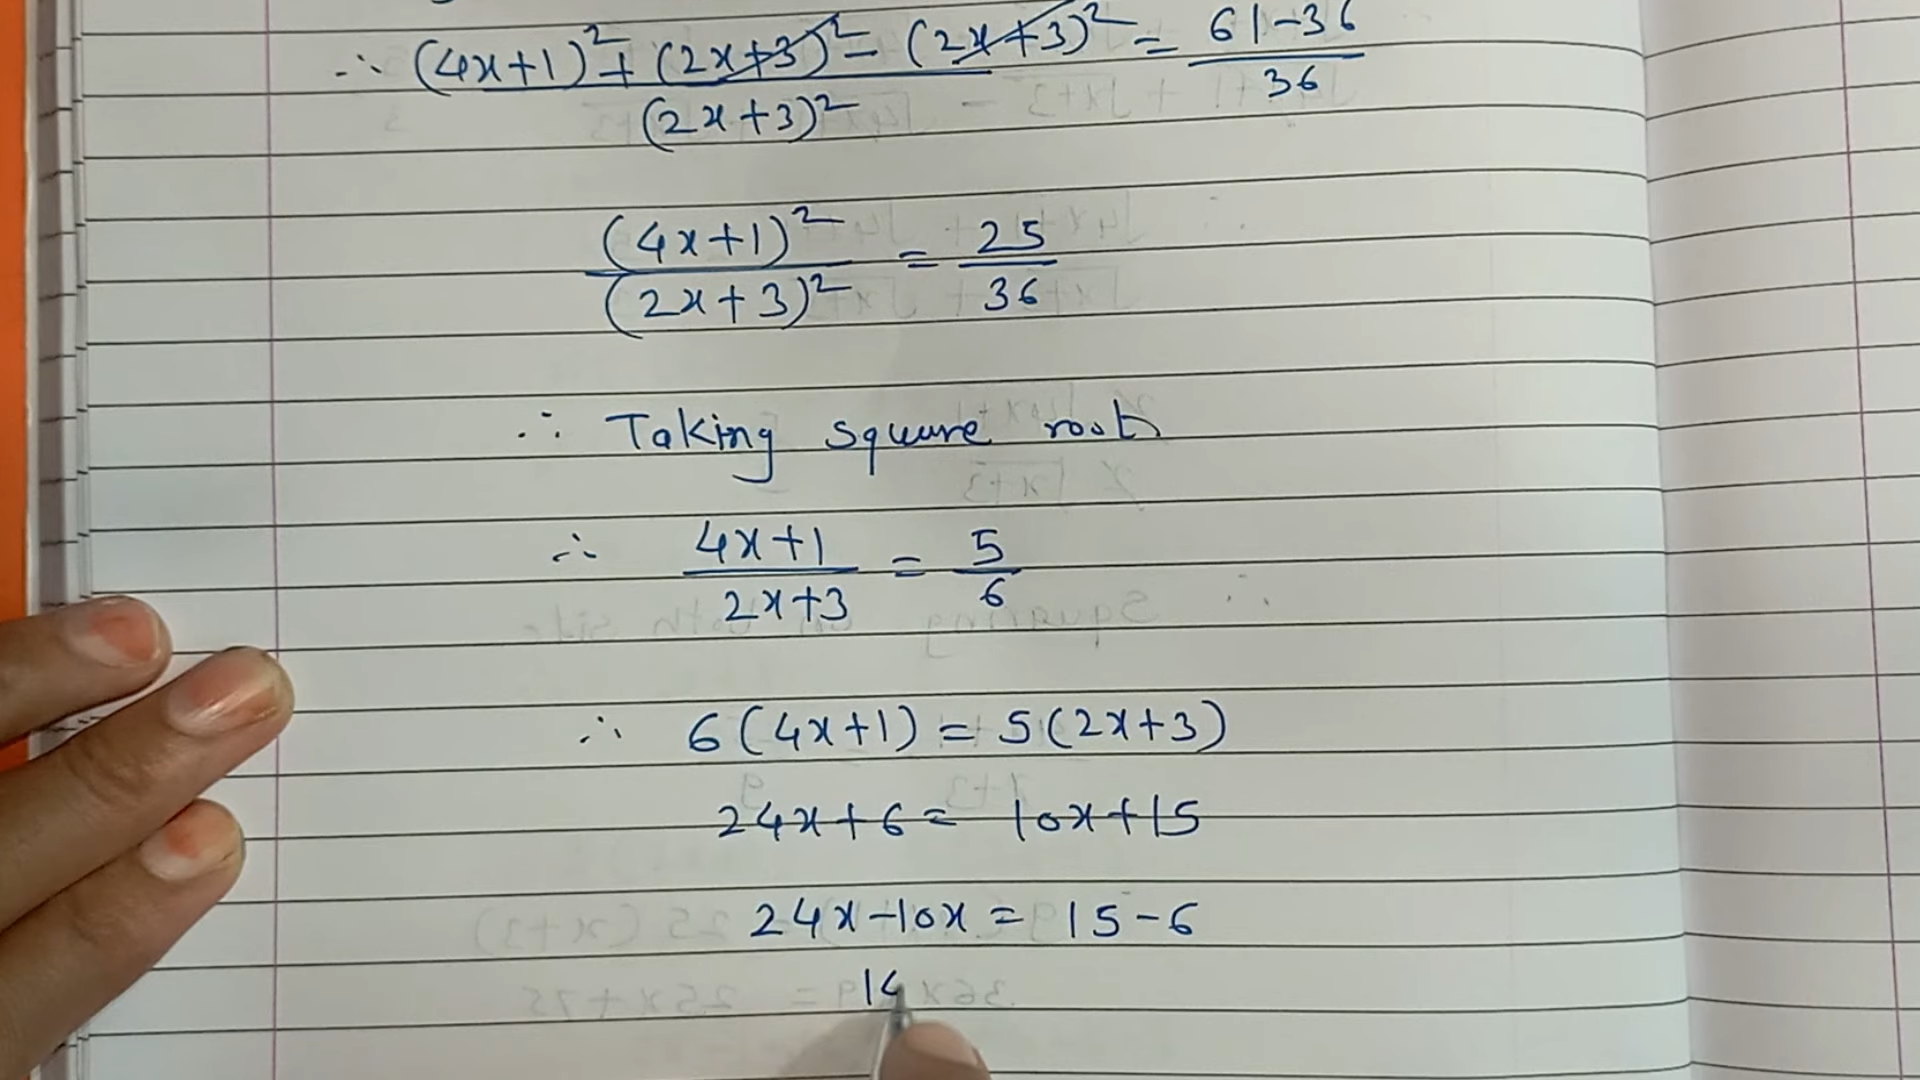 ∴ (4x+1)² + (2x+3)² - (2x+3)² / (2x+3)² = 61-36 / 36
(4x+1)² / (2x+3)² = 25 / 36
∴ Taking square root
∴ 4x+1 / 2x+3 = 5 / 6
∴ 6(4x+1) = 5(2x+3)
24x+6 = 10x+15
24x-10x = 15-6